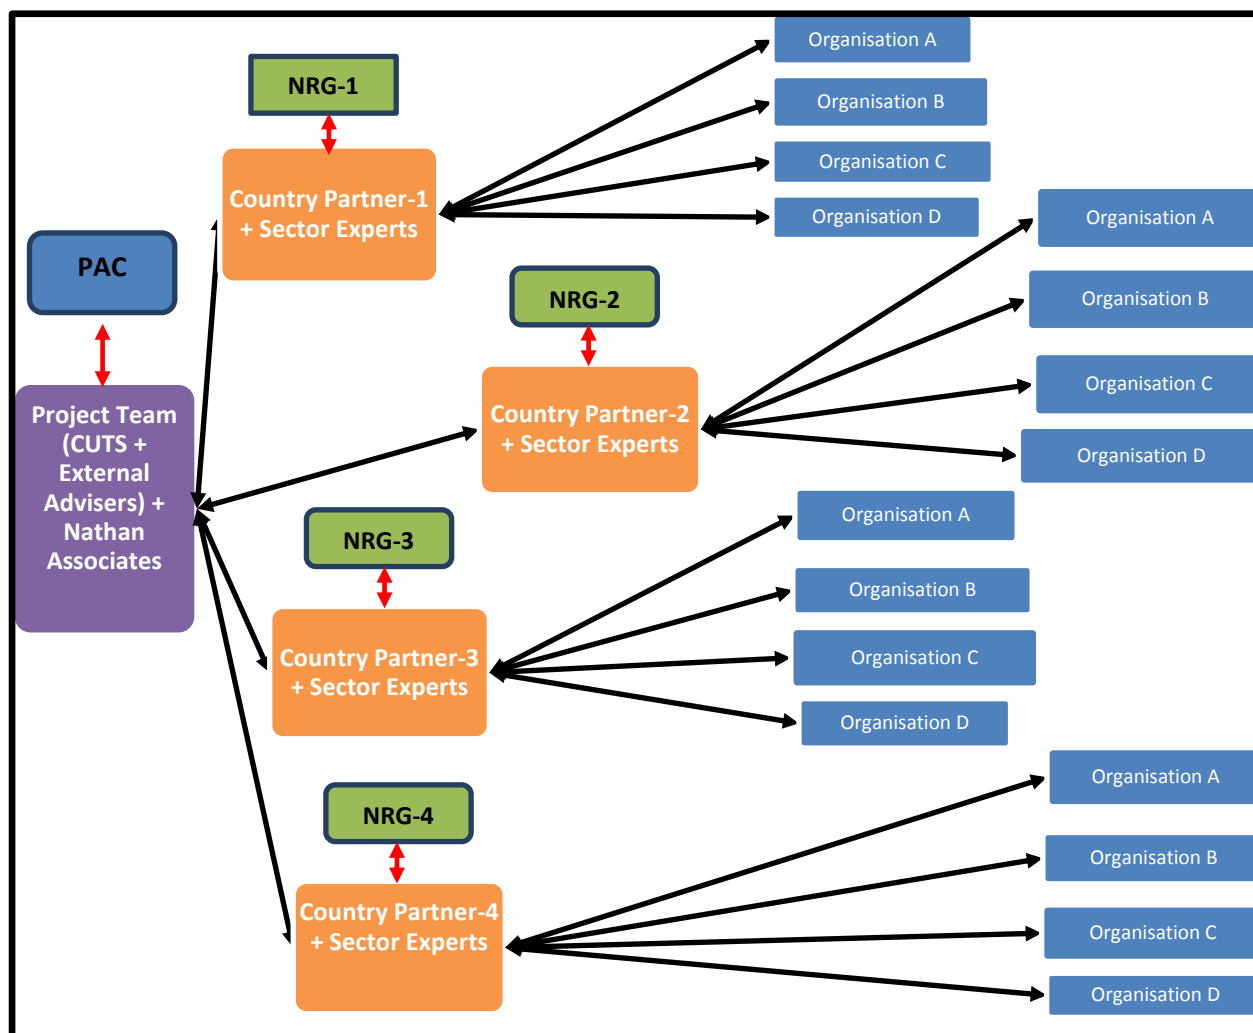 Organisation A
NRG-1
Organisation B
Organisation C
Country Partner-1
+ Sector Experts
Organisation D
Organisation A
PAC
NRG-2
Organisation B
Organisation C
Project Team
(CUTS +
External
Advisers) +
Nathan
Associates
Country Partner-2
+ Sector Experts
Organisation D
Organisation A
NRG-3
Organisation B
Country Partner-3
+ Sector Experts
Organisation C
Organisation D
Organisation A
NRG-4
Organisation B
Country Partner-4
+ Sector Experts
Organisation C
Organisation D